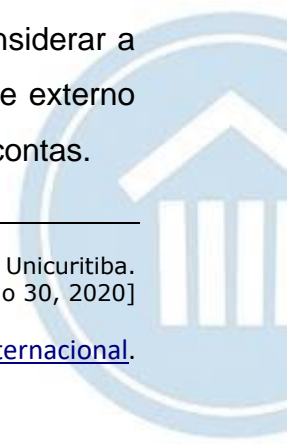 nsiderar a
e externo
contas.
Unicuritiba.
o 30, 2020]
ternacional.